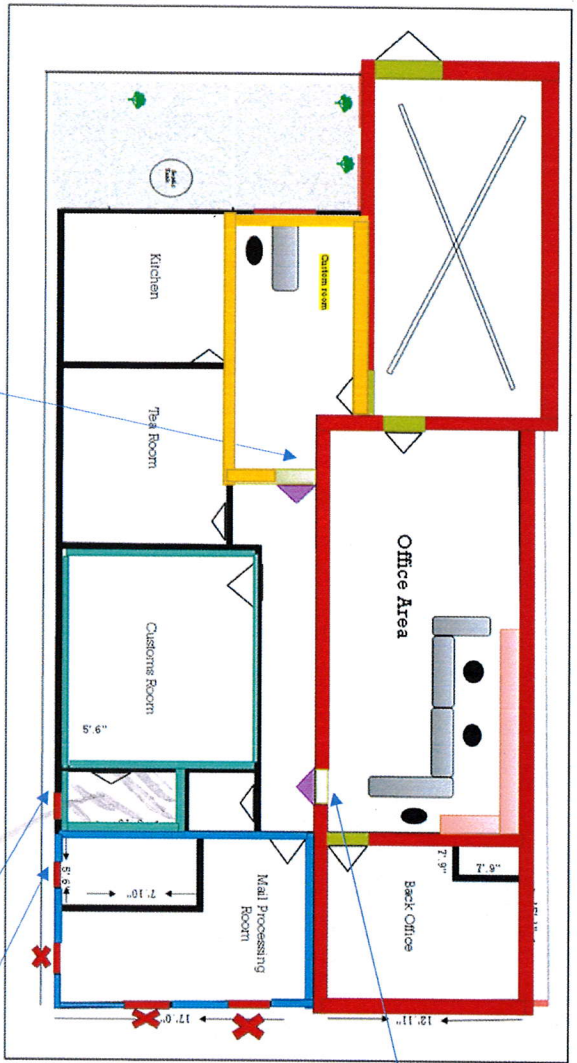 Custom room
Kitchen
Tea Room
Office Area
Customs Room
9'.5"
Mail Processing
Room
Back Office
7'.9"
7'.6"
5'.6"
7'.10"
17'.0"
12'.11"